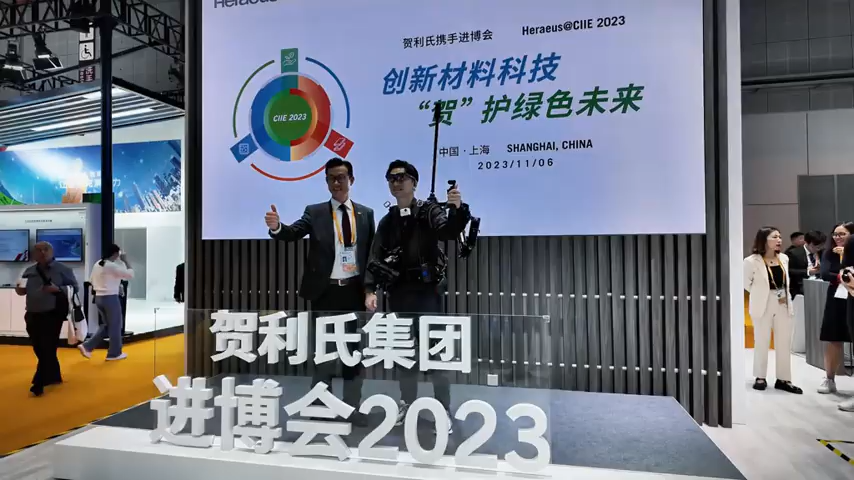 Heraeus
贺利氏携手进博会 Heraeus@CIIE 2023
创新材料科技
“贺”护绿色未来
CIIE 2023
中国·上海 SHANGHAI, CHINA
2023/11/06
贺利氏集团
进博会2023